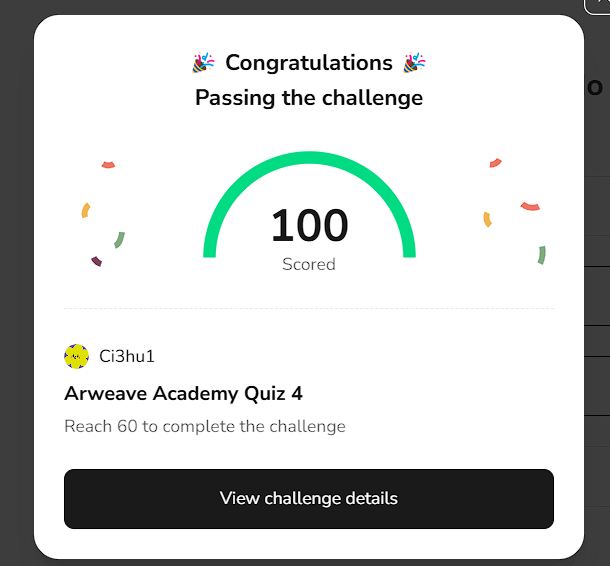 🎉 Congratulations 🎉
Passing the challenge
100
Scored
Ci3hu1
Arweave Academy Quiz 4
Reach 60 to complete the challenge
View challenge details